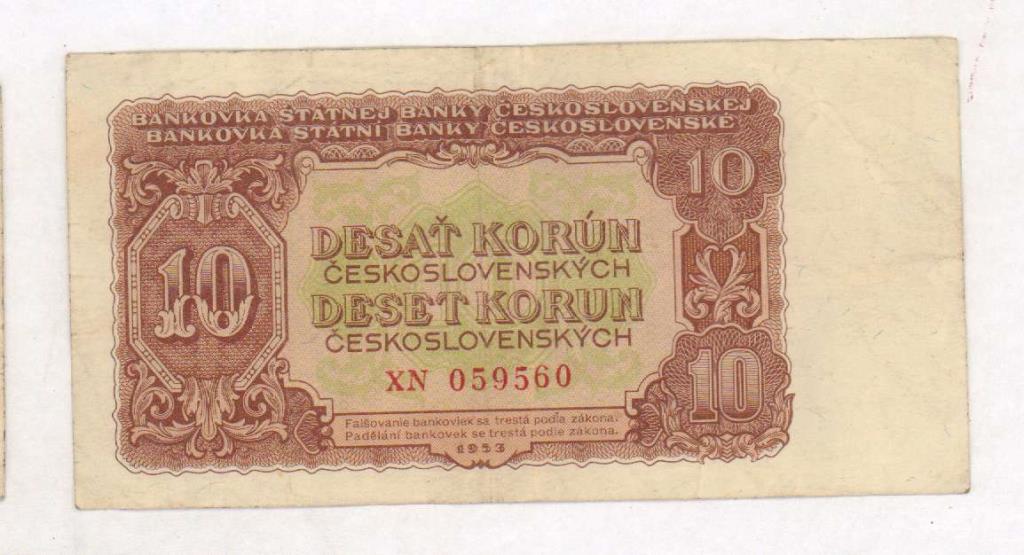 BANKOVKA ŠTÁTNEJ BANKY ČESKOSLOVENSKEJ
BANKOVKA STÁTNÍ BANKY ČESKOSLOVENSKÉ
10
10
DESAŤ KORÚN
ČESKOSLOVENSKÝCH
DESET KORUN
ČESKOSLOVENSKÝCH
XN 059560
10
Falšovanie bankoviek sa trestá podľa zákona.
Padělání bankovek se trestá podle zákona.
1953